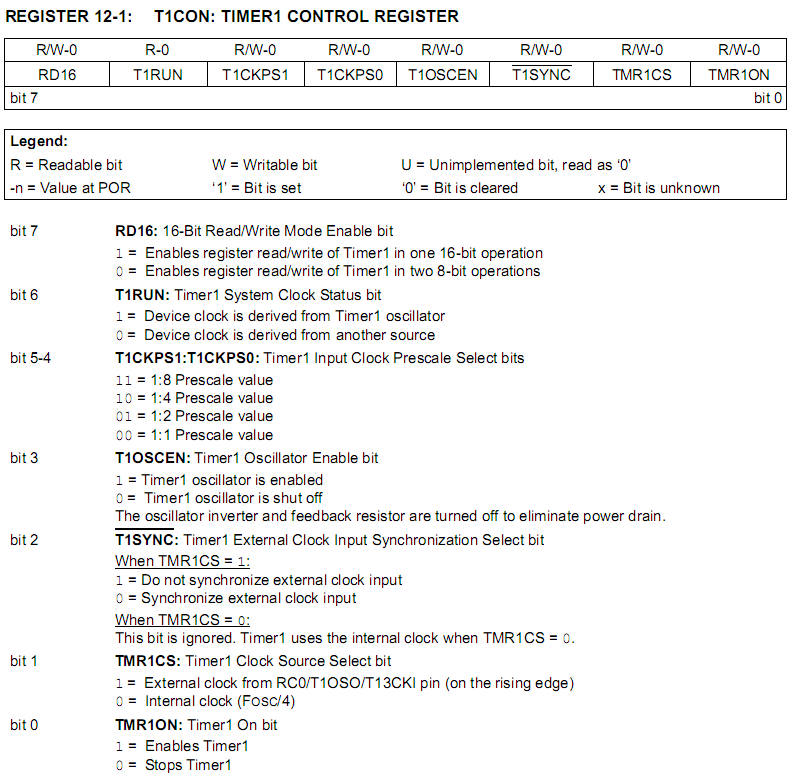 REGISTER 12-1: T1CON: TIMER1 CONTROL REGISTER
R/W-0 R-0 R/W-0 R/W-0 R/W-0 R/W-0 R/W-0 R/W-0
RD16 T1RUN T1CKPS1 T1CKPS0 T1OSCEN T1SYNC TMR1CS TMR1ON
bit 7 bit 0
Legend:
R = Readable bit W = Writable bit U = Unimplemented bit, read as ‘0’
-n = Value at POR ‘1’ = Bit is set ‘0’ = Bit is cleared x = Bit is unknown
bit 7 RD16: 16-Bit Read/Write Mode Enable bit
1 = Enables register read/write of Timer1 in one 16-bit operation
0 = Enables register read/write of Timer1 in two 8-bit operations
bit 6 T1RUN: Timer1 System Clock Status bit
1 = Device clock is derived from Timer1 oscillator
0 = Device clock is derived from another source
bit 5-4 T1CKPS1:T1CKPS0: Timer1 Input Clock Prescale Select bits
11 = 1:8 Prescale value
10 = 1:4 Prescale value
01 = 1:2 Prescale value
00 = 1:1 Prescale value
bit 3 T1OSCEN: Timer1 Oscillator Enable bit
1 = Timer1 oscillator is enabled
0 = Timer1 oscillator is shut off
The oscillator inverter and feedback resistor are turned off to eliminate power drain.
bit 2 T1SYNC: Timer1 External Clock Input Synchronization Select bit
When TMR1CS = 1:
1 = Do not synchronize external clock input
0 = Synchronize external clock input
When TMR1CS = 0:
This bit is ignored. Timer1 uses the internal clock when TMR1CS = 0.
bit 1 TMR1CS: Timer1 Clock Source Select bit
1 = External clock from RC0/T1OSO/T13CKI pin (on the rising edge)
0 = Internal clock (FOSC/4)
bit 0 TMR1ON: Timer1 On bit
1 = Enables Timer1
0 = Stops Timer1